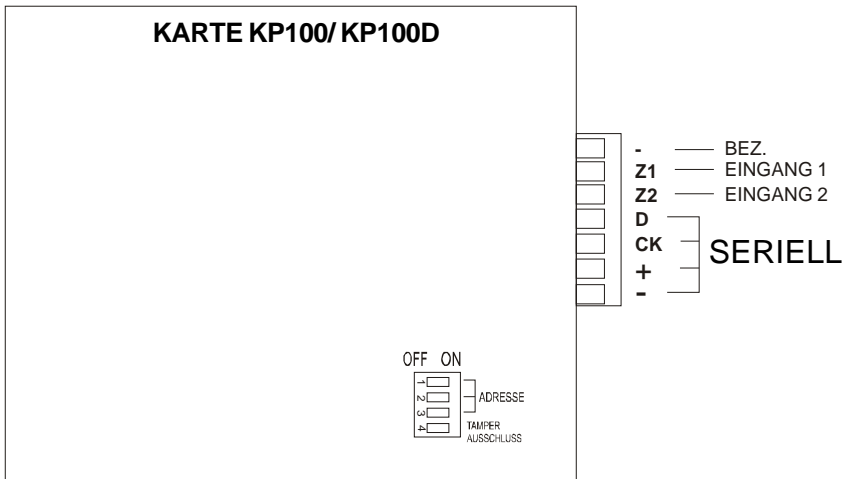 KARTE KP100/ KP100D
- BEZ.
Z1 EINGANG 1
Z2 EINGANG 2
D
CK
SERIELL
+
-
OFF ON
1
2
ADRESSE
3
4
TAMPER
AUSSCHLUSS